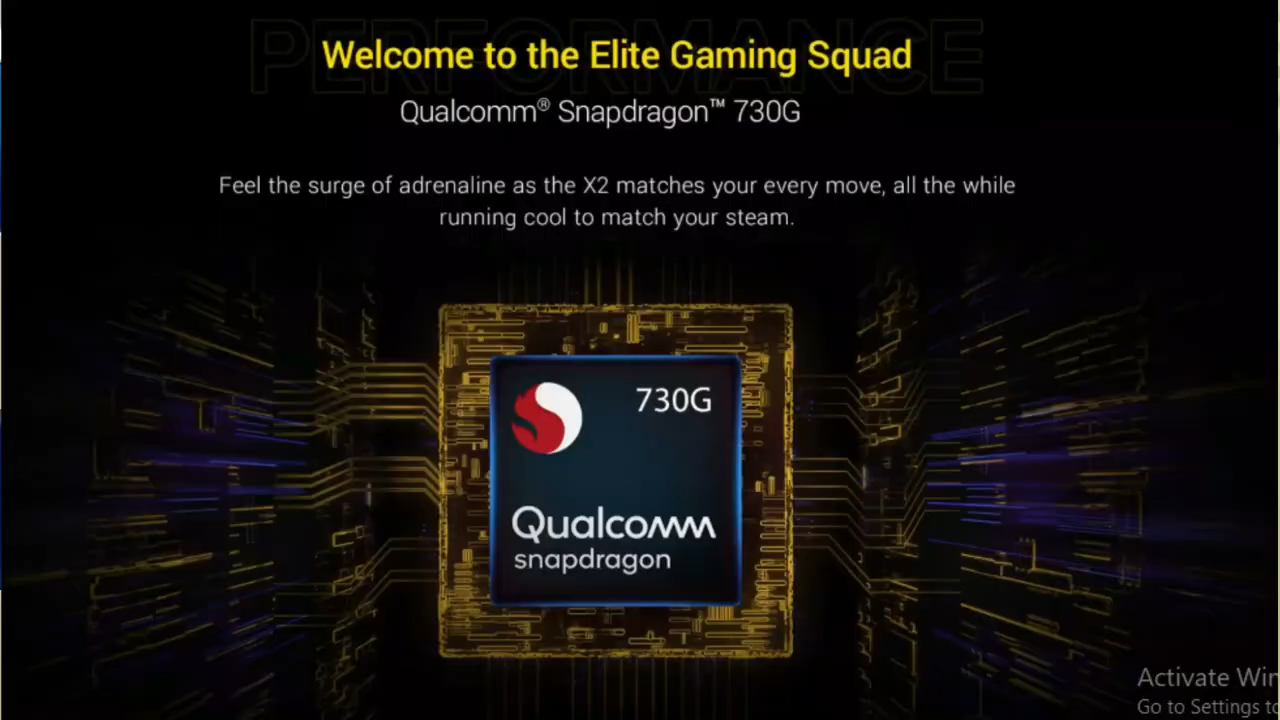 PERFORMANCE
Welcome to the Elite Gaming Squad
Qualcomm® Snapdragon™ 730G
Feel the surge of adrenaline as the X2 matches your every move, all the while
running cool to match your steam.
730G
Qualcomm
snapdragon
Activate Win
Go to Settings to